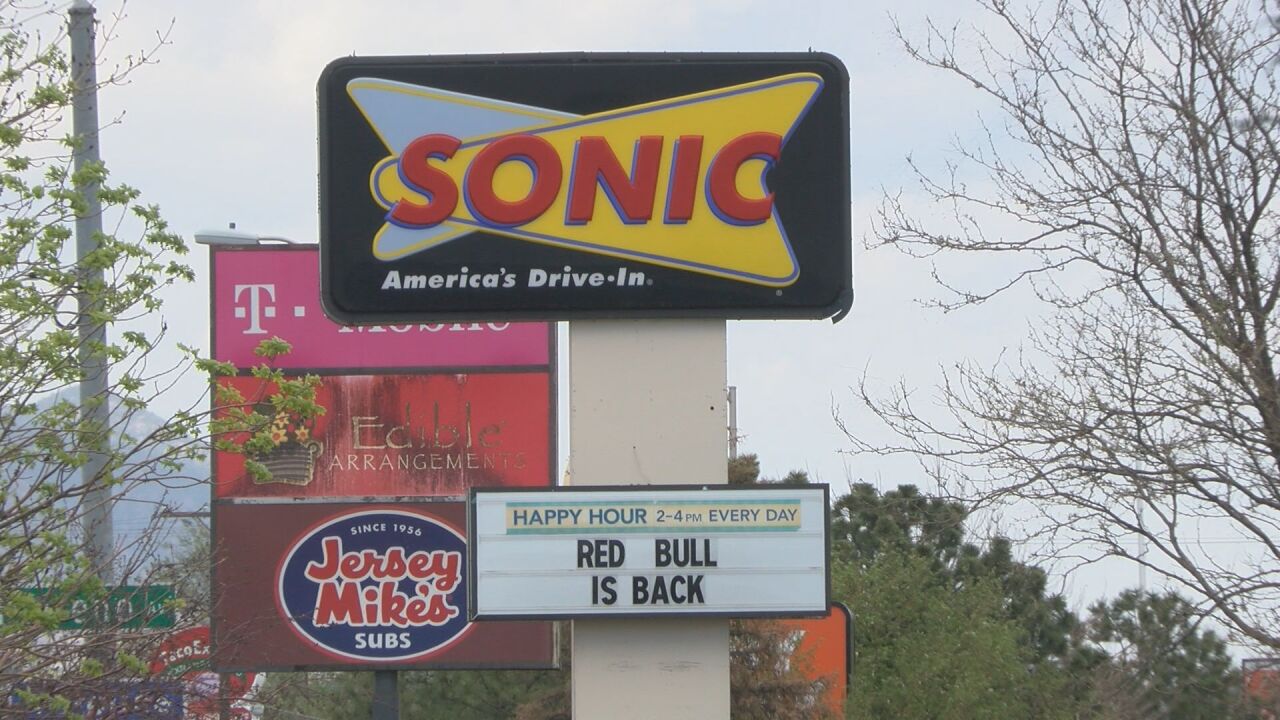 SONIC
America's Drive-In
T · Mobile
Edible
ARRANGEMENTS
SINCE 1956
Jersey
Mike's
SUBS
HAPPY HOUR 2-4 PM EVERY DAY
RED BULL
IS BACK